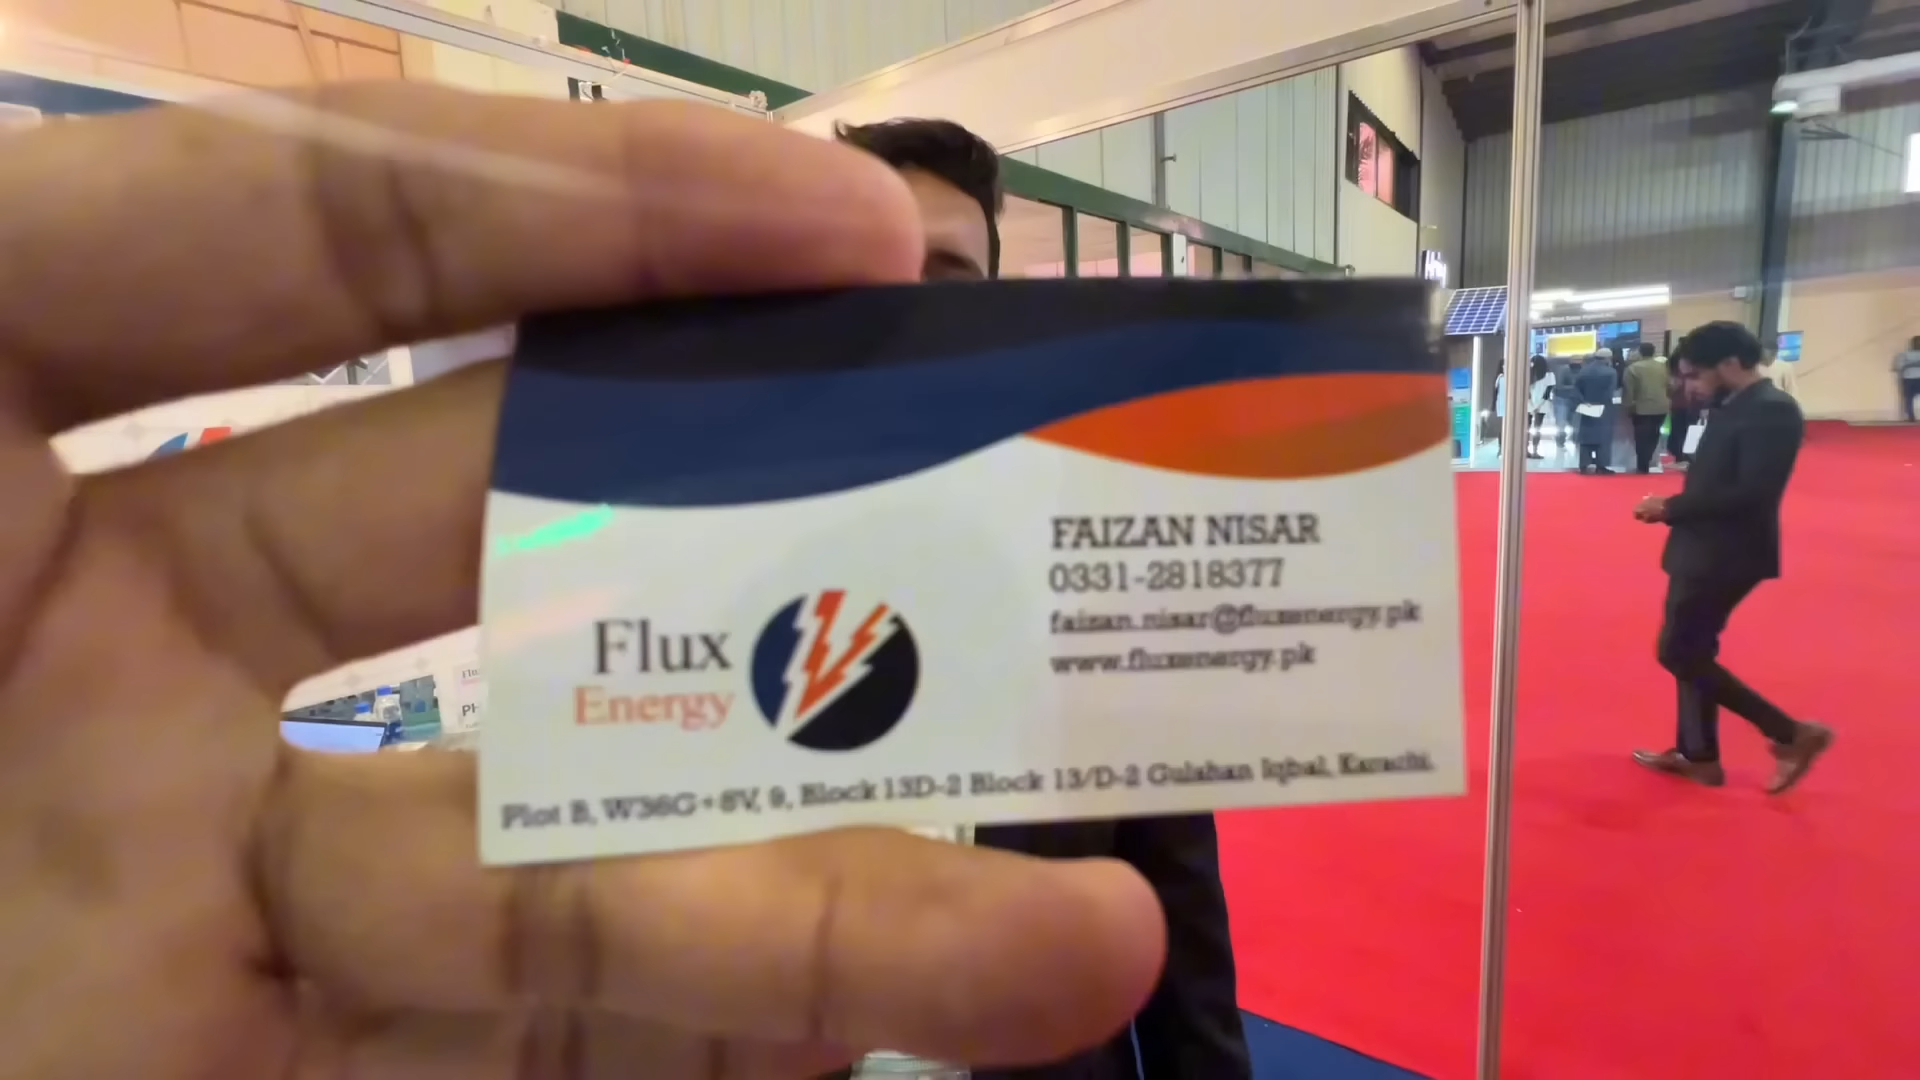 FAIZAN NISAR
0331-2818377
faizan.nisar@fluxenergy.pk
www.fluxenergy.pk
Flux
Energy
Plot B, W36G+8V, 9, Block 13D-2 Block 13/D-2 Gulshan Iqbal, Karachi.